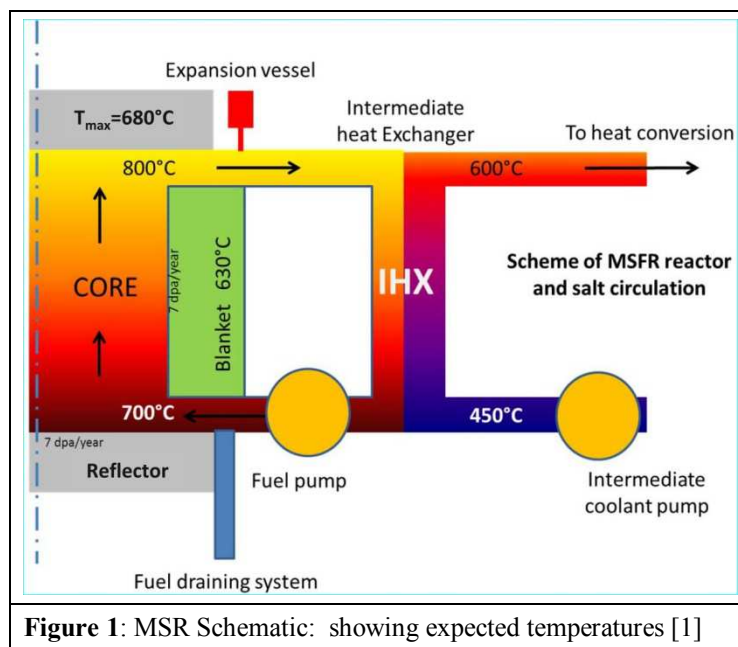 Expansion vessel
Tmax=680°C
Intermediate
heat Exchanger
To heat conversion
800°C
600°C
CORE
7 dpa/year
Blanket 630°C
IHX
Scheme of MSFR reactor
and salt circulation
700°C
450°C
7 dpa/year
Reflector
Fuel pump
Intermediate
coolant pump
Fuel draining system
Figure 1: MSR Schematic: showing expected temperatures [1]